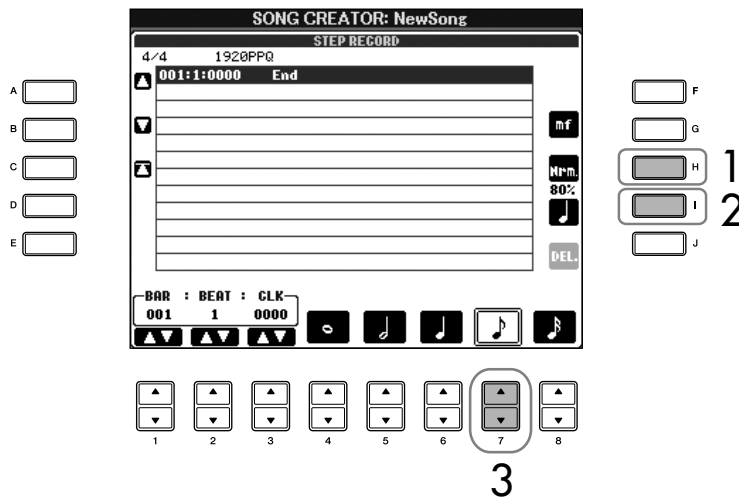 SONG CREATOR: NewSong
STEP RECORD
4/4 1920PPQ
001:1:0000 End
A
B
C
D
E
F
G
H
I
J
1
2
mf
Nrm.
80%
DEL.
BAR : BEAT : CLK
001 1 0000
1 2 3 4 5 6 7 8
3